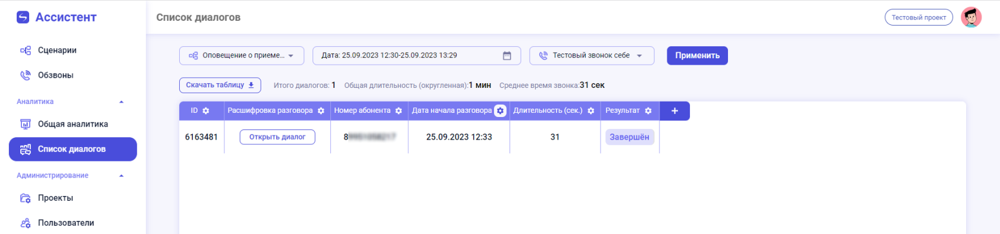 Ассистент
Список диалогов
Тестовый проект
Сценарии
Обзвоны
Аналитика
Общая аналитика
Список диалогов
Администрирование
Проекты
Пользователи
Оповещение о приеме...
Дата: 25.09.2023 12:30-25.09.2023 13:29
Тестовый звонок себе
Применить
Скачать таблицу
Итого диалогов: 1
Общая длительность (округленная):1 мин
Среднее время звонка:31 сек
ID
Расшифровка разговора
Номер абонента
Дата начала разговора
Длительность (сек.)
Результат
+
6163481
Открыть диалог
8
25.09.2023 12:33
31
Завершён